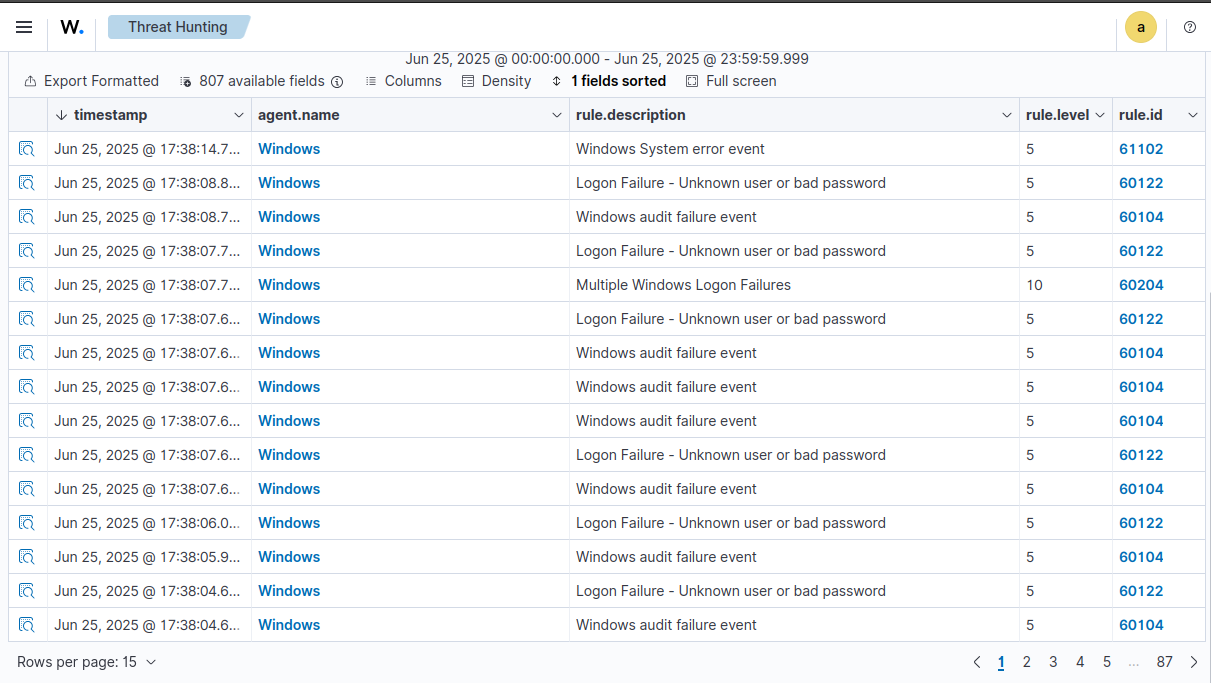 W. Threat Hunting a
Jun 25, 2025 @ 00:00:00.000 - Jun 25, 2025 @ 23:59:59.999
Export Formatted 807 available fields Columns Density 1 fields sorted Full screen
timestamp agent.name rule.description rule.level rule.id
Jun 25, 2025 @ 17:38:14.7... Windows Windows System error event 5 61102
Jun 25, 2025 @ 17:38:08.8... Windows Logon Failure - Unknown user or bad password 5 60122
Jun 25, 2025 @ 17:38:08.7... Windows Windows audit failure event 5 60104
Jun 25, 2025 @ 17:38:07.7... Windows Logon Failure - Unknown user or bad password 5 60122
Jun 25, 2025 @ 17:38:07.7... Windows Multiple Windows Logon Failures 10 60204
Jun 25, 2025 @ 17:38:07.6... Windows Logon Failure - Unknown user or bad password 5 60122
Jun 25, 2025 @ 17:38:07.6... Windows Windows audit failure event 5 60104
Jun 25, 2025 @ 17:38:07.6... Windows Windows audit failure event 5 60104
Jun 25, 2025 @ 17:38:07.6... Windows Windows audit failure event 5 60104
Jun 25, 2025 @ 17:38:07.6... Windows Logon Failure - Unknown user or bad password 5 60122
Jun 25, 2025 @ 17:38:07.6... Windows Windows audit failure event 5 60104
Jun 25, 2025 @ 17:38:06.0... Windows Logon Failure - Unknown user or bad password 5 60122
Jun 25, 2025 @ 17:38:05.9... Windows Windows audit failure event 5 60104
Jun 25, 2025 @ 17:38:04.6... Windows Logon Failure - Unknown user or bad password 5 60122
Jun 25, 2025 @ 17:38:04.6... Windows Windows audit failure event 5 60104
Rows per page: 15 1 2 3 4 5 ... 87